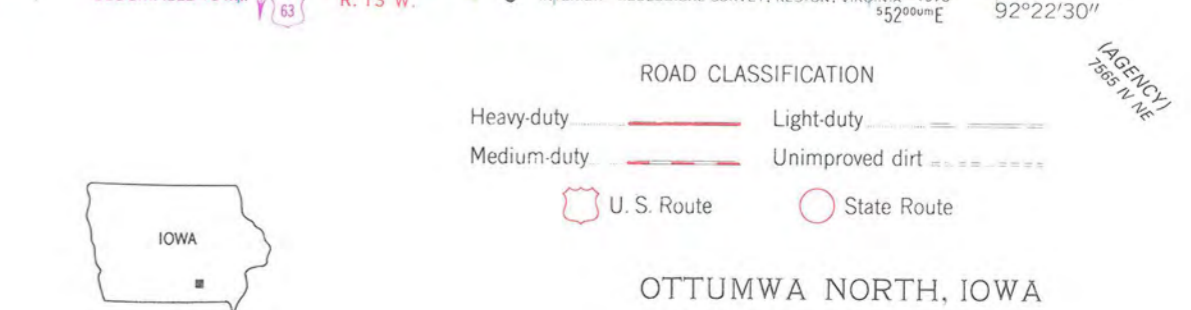 63
R. 13 W.
⁵52⁰⁰⁰ᵐE
92°22'30"
(AGENCY)
7565 IV NE
ROAD CLASSIFICATION
Heavy-duty
Light-duty
Medium-duty
Unimproved dirt
U. S. Route
State Route
IOWA
OTTUMWA NORTH, IOWA